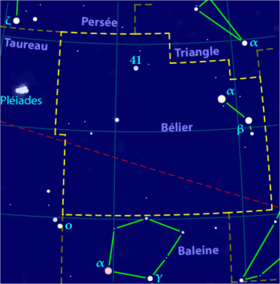 ζ
Persée
Taureau
Triangle
α
41
Pléiades
α
Bélier
β
ο
Baleine
α
γ